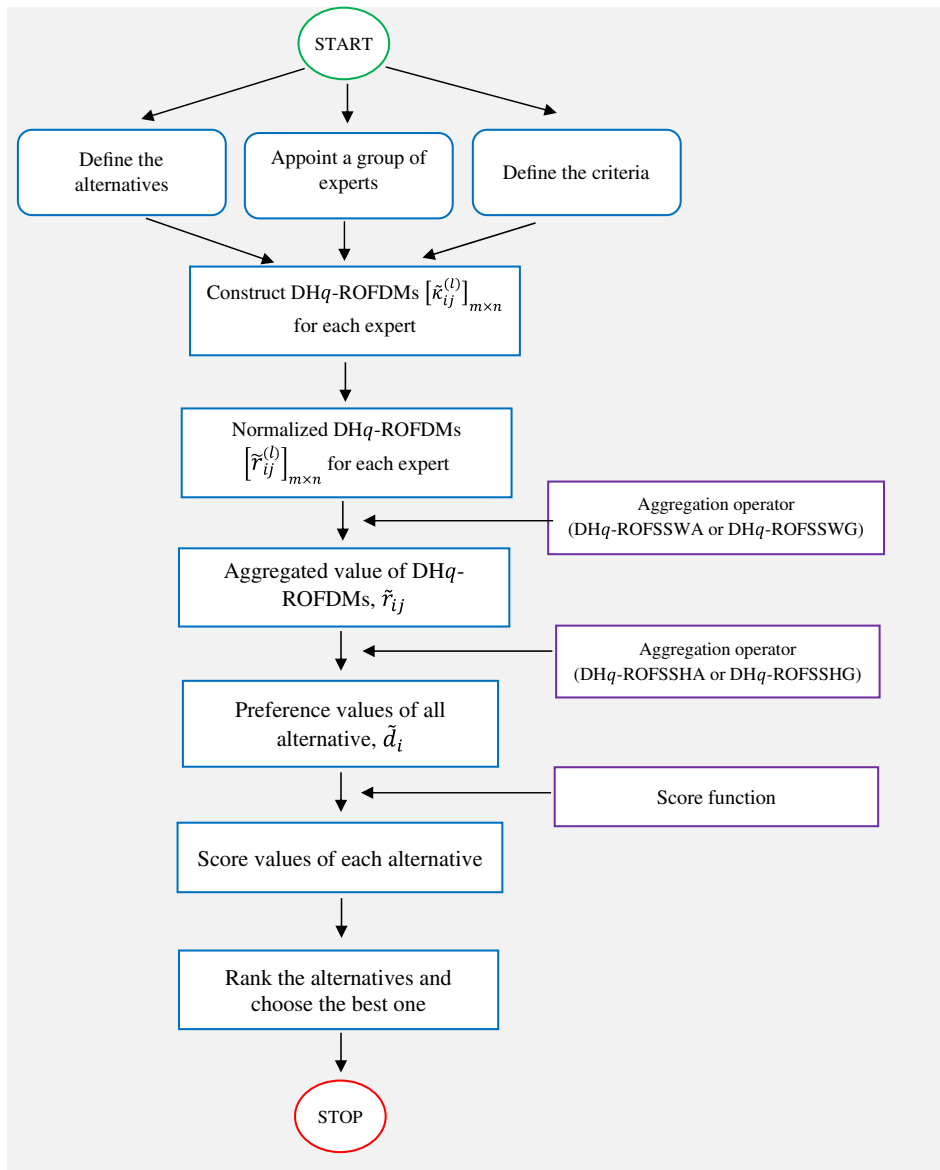 START
Define the
alternatives
Appoint a group of
experts
Define the criteria
Construct DHq-ROFDMs [κ̃ᵢⱼ⁽ˡ⁾]ₘ×ₙ
for each expert
Normalized DHq-ROFDMs
[r̃ᵢⱼ⁽ˡ⁾]ₘ×ₙ for each expert
Aggregation operator
(DHq-ROFSSWA or DHq-ROFSSWG)
Aggregated value of DHq-
ROFDMs, r̃ᵢⱼ
Aggregation operator
(DHq-ROFSSHA or DHq-ROFSSHG)
Preference values of all
alternative, d̃ᵢ
Score function
Score values of each alternative
Rank the alternatives and
choose the best one
STOP